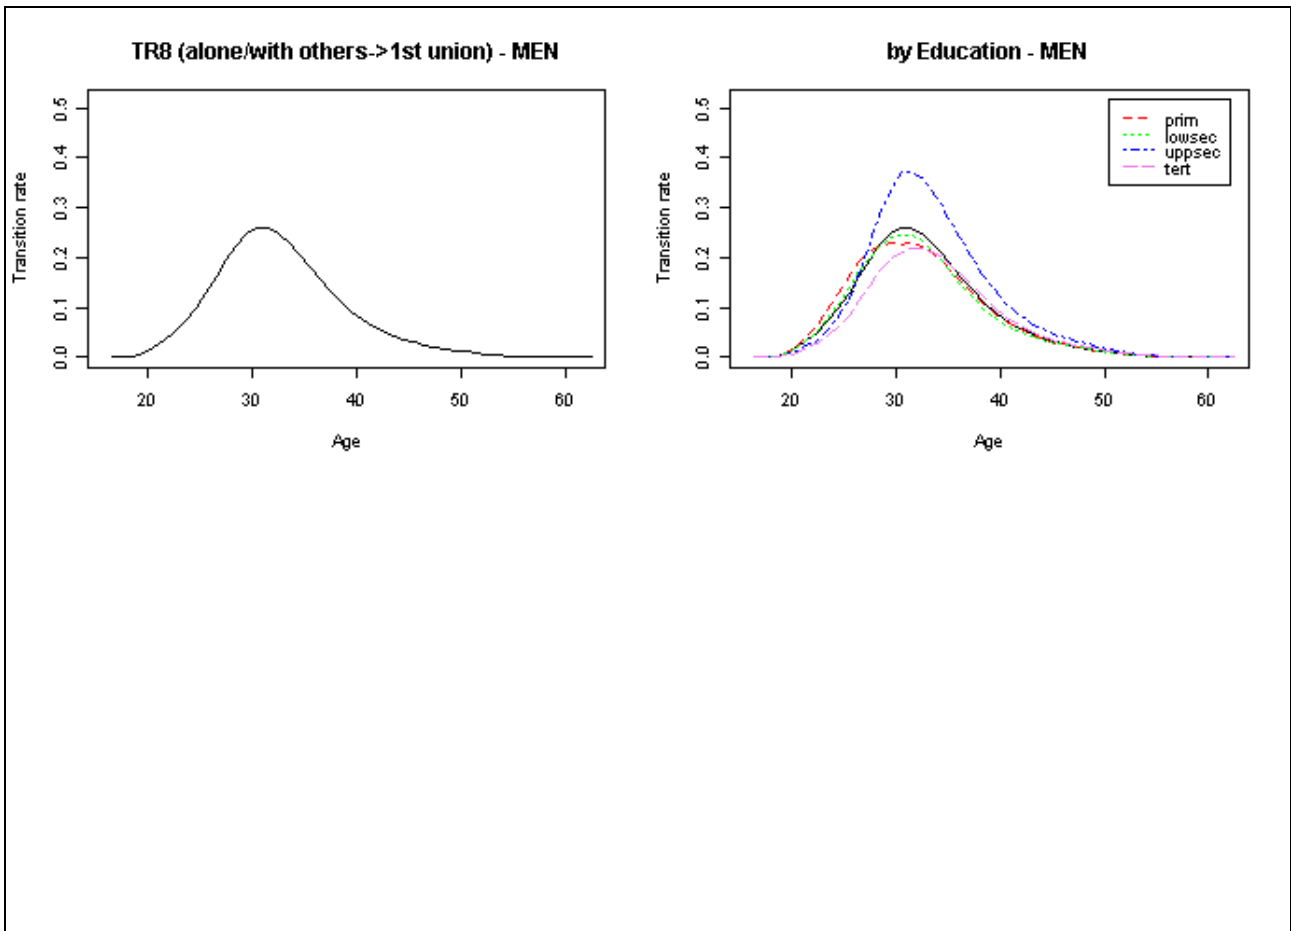 TR8 (alone/with others->1st union) - MEN
Transition rate
0.0 0.1 0.2 0.3 0.4 0.5
20 30 40 50 60
Age
by Education - MEN
Transition rate
0.0 0.1 0.2 0.3 0.4 0.5
prim
lowsec
uppsec
tert
20 30 40 50 60
Age